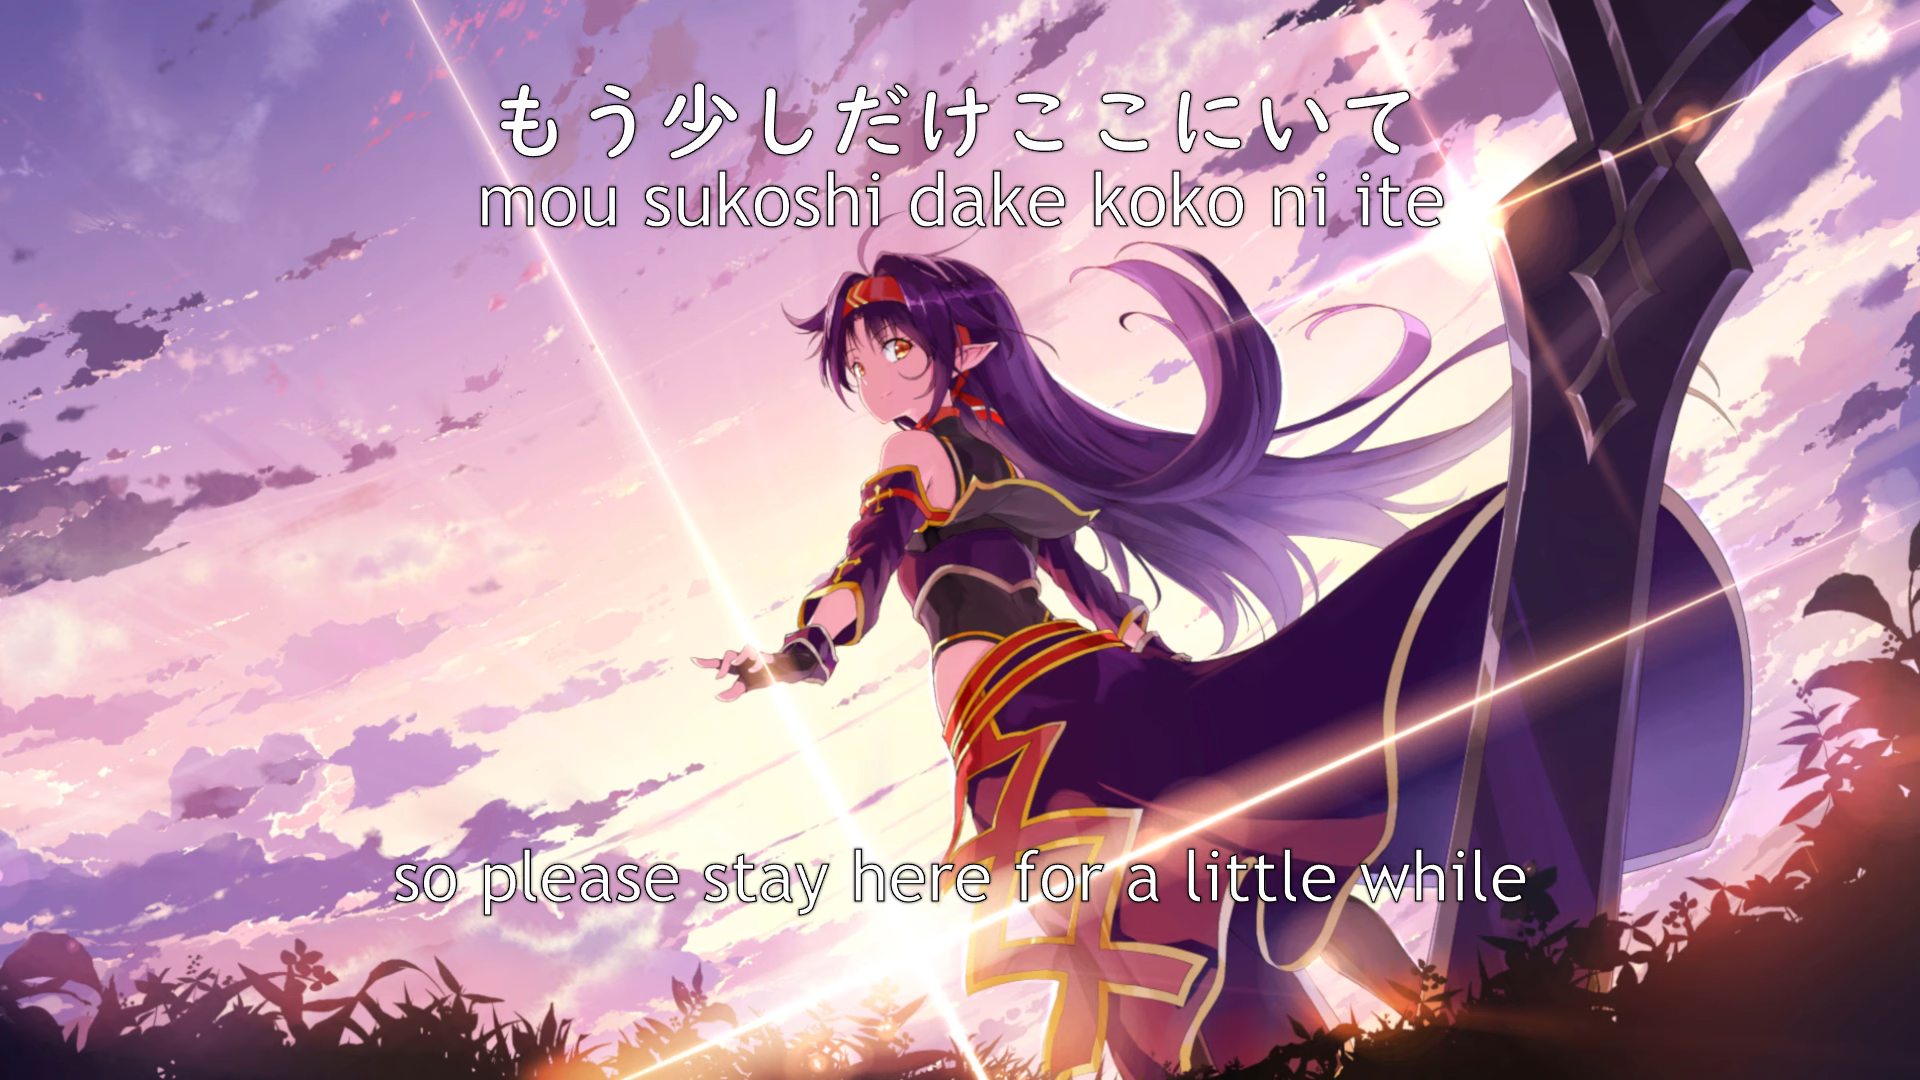 もう少しだけここにいて
mou sukoshi dake koko ni ite
so please stay here for a little while